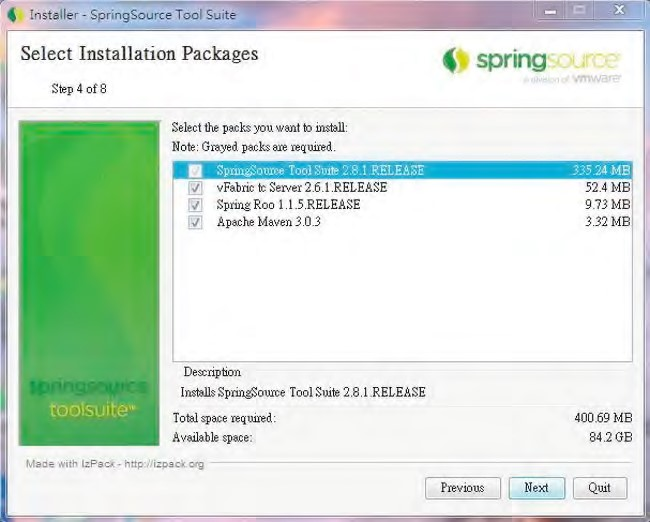 Installer - SpringSource Tool Suite
Select Installation Packages
Step 4 of 8
springsource
a division of vmware
Select the packs you want to install:
Note: Grayed packs are required.
SpringSource Tool Suite 2.8.1.RELEASE 335.24 MB
vFabric tc Server 2.6.1.RELEASE 52.4 MB
Spring Roo 1.1.5.RELEASE 9.73 MB
Apache Maven 3.0.3 3.32 MB
springsource
toolsuite™
Description
Installs SpringSource Tool Suite 2.8.1.RELEASE
Total space required: 400.69 MB
Available space: 84.2 GB
Made with IzPack - http://izpack.org
Previous Next Quit